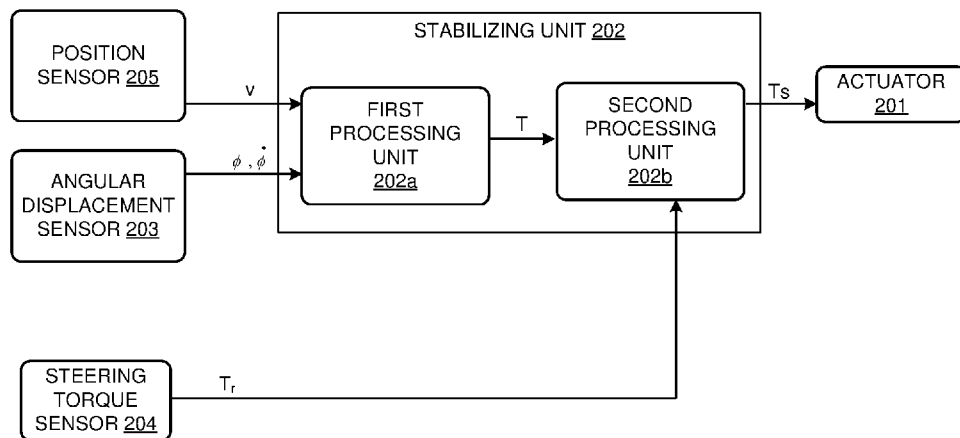 STABILIZING UNIT 202
POSITION
SENSOR 205
v
FIRST
PROCESSING
UNIT
202a
T
SECOND
PROCESSING
UNIT
202b
Ts
ACTUATOR
201
ϕ , ϕ̇
ANGULAR
DISPLACEMENT
SENSOR 203
STEERING
TORQUE
SENSOR 204
Tr